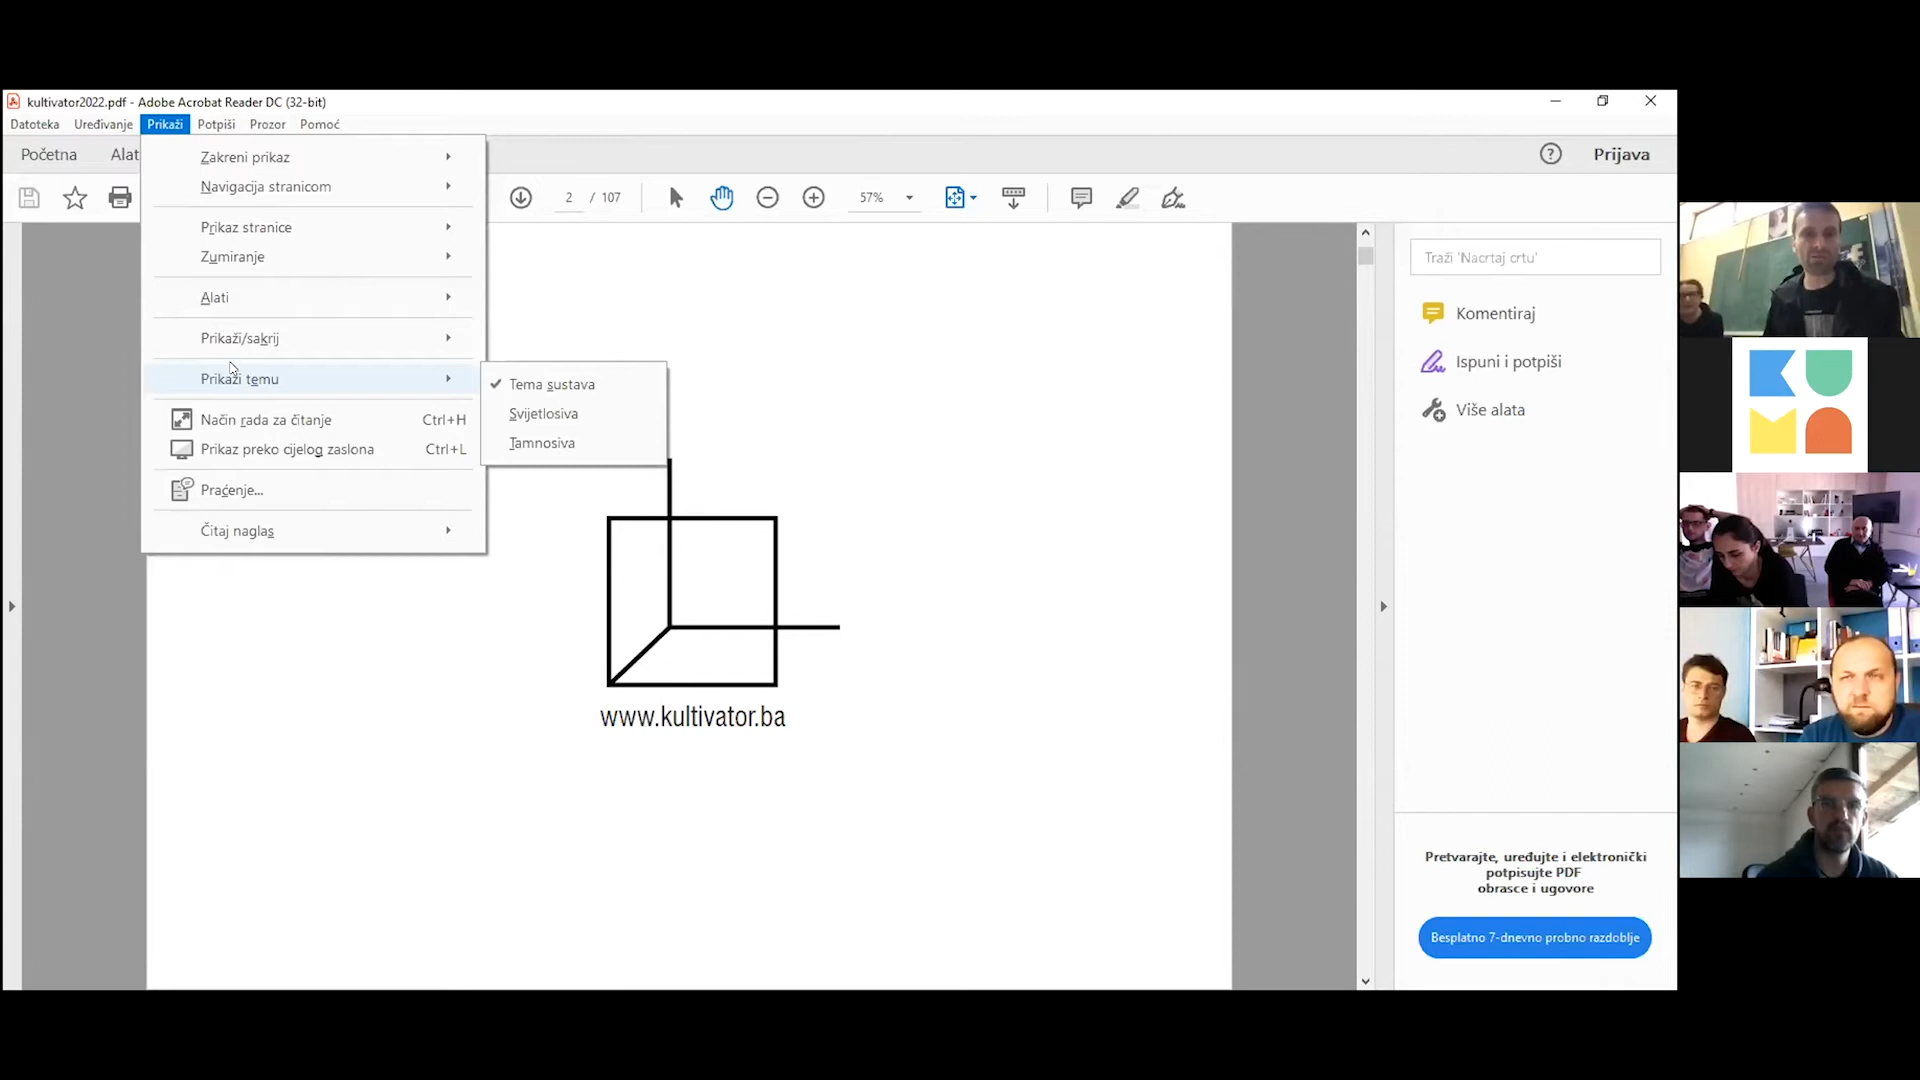 kultivator2022.pdf - Adobe Acrobat Reader DC (32-bit)
Datoteka Uređivanje Prikaži Potpiši Prozor Pomoć
Početna Alat
Prijava
2 / 107
57%
Zakreni prikaz
Navigacija stranicom
Prikaz stranice
Zumiranje
Alati
Prikaži/sakrij
Prikaži temu
Način rada za čitanje Ctrl+H
Prikaz preko cijelog zaslona Ctrl+L
Praćenje...
Čitaj naglas
Tema sustava
Svijetlosiva
Tamnosiva
www.kultivator.ba
Traži 'Nacrtaj crtu'
Komentiraj
Ispuni i potpiši
Više alata
Pretvarajte, uređujte i elektronički
potpisujte PDF
obrasce i ugovore
Besplatno 7-dnevno probno razdoblje